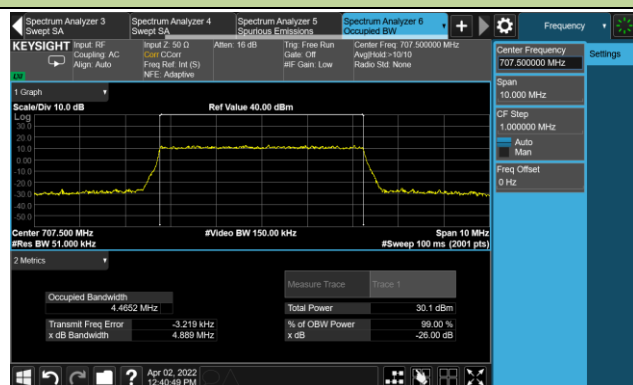 Spectrum Analyzer 3
Swept SA
Spectrum Analyzer 4
Swept SA
Spectrum Analyzer 5
Spurious Emissions
Spectrum Analyzer 6
Occupied BW
Frequency
KEYSIGHT
Input: RF
Coupling: AC
Align: Auto
Input Z: 50 Ω
Corr CCorr
Freq Ref: Int (S)
NFE: Adaptive
Atten: 16 dB
Trig: Free Run
Gate: Off
#IF Gain: Low
Center Freq: 707.500000 MHz
Avg|Hold:>10/10
Radio Std: None
Center Frequency
707.500000 MHz
Settings
Span
10.000 MHz
CF Step
1.000000 MHz
Auto
Man
Freq Offset
0 Hz
1 Graph
Scale/Div 10.0 dB
Ref Value 40.00 dBm
Log
30.0
20.0
10.0
0.00
-10.0
-20.0
-30.0
-40.0
-50.0
Center 707.500 MHz
#Video BW 150.00 kHz
Span 10 MHz
#Res BW 51.000 kHz
#Sweep 100 ms (2001 pts)
2 Metrics
Measure Trace
Trace 1
Occupied Bandwidth
4.4652 MHz
Total Power
30.1 dBm
Transmit Freq Error
-3.219 kHz
% of OBW Power
99.00 %
x dB Bandwidth
4.889 MHz
x dB
-26.00 dB
?
Apr 02, 2022
12:40:49 PM